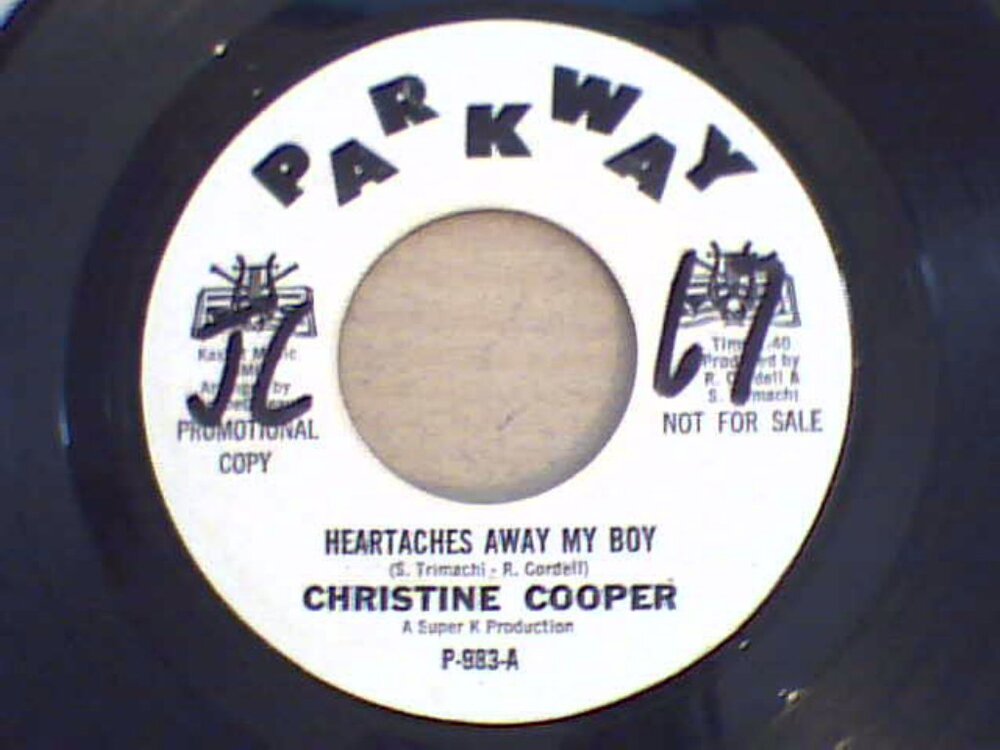 PARKWAY
PROMOTIONAL
COPY
Produced by
NOT FOR SALE
HEARTACHES AWAY MY BOY
(S. Trimachi - R. Cordell)
CHRISTINE COOPER
A Super K Production
P-983-A